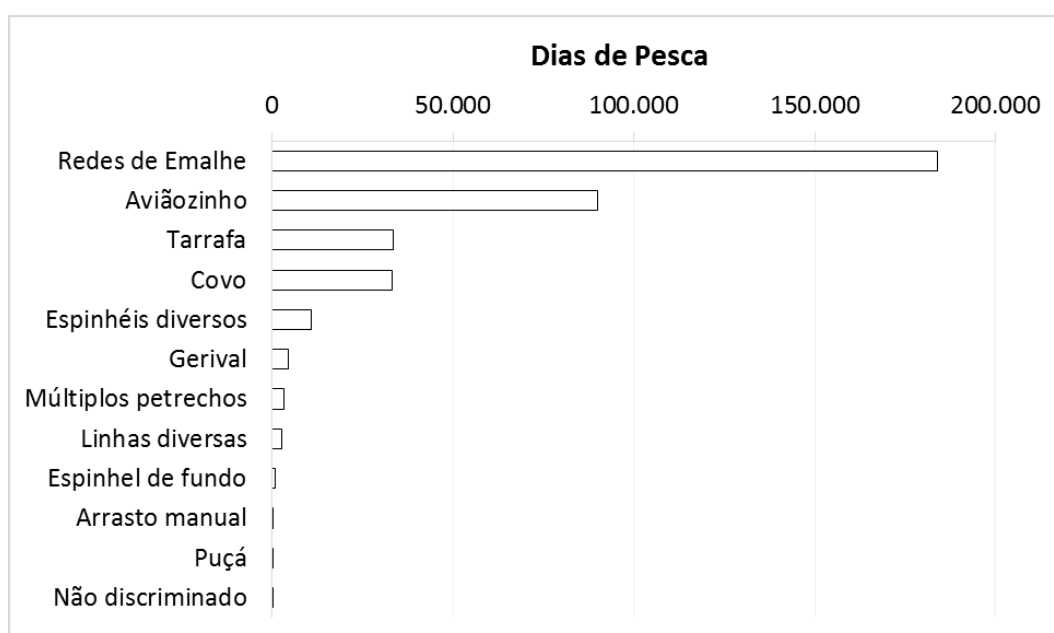 Dias de Pesca
0 50.000 100.000 150.000 200.000
Redes de Emalhe
Aviãozinho
Tarrafa
Covo
Espinhéis diversos
Gerival
Múltiplos petrechos
Linhas diversas
Espinhel de fundo
Arrasto manual
Puçá
Não discriminado